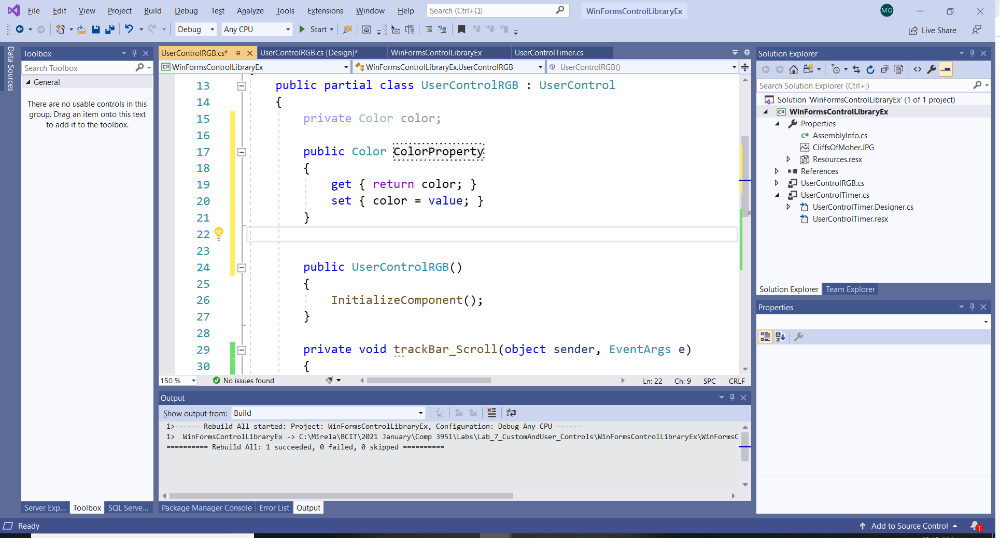 File Edit View Project Build Debug Test Analyze Tools Extensions Window Help Search (Ctrl+Q) WinFormsControlLibraryEx MG
Debug Any CPU Start Live Share
Data Sources
Toolbox
Search Toolbox
General
There are no usable controls in this
group. Drag an item onto this text
to add it to the toolbox.
Server Exp... Toolbox SQL Serve...
UserControlRGB.cs* UserControlRGB.cs [Design]* WinFormsControlLibraryEx UserControlTimer.cs
C# WinFormsControlLibraryEx WinFormsControlLibraryEx.UserControlRGB UserControlRGB()
13 public partial class UserControlRGB : UserControl
14 {
15 private Color color;
16
17 public Color ColorProperty
18 {
19 get { return color; }
20 set { color = value; }
21 }
22
23
24 public UserControlRGB()
25 {
26 InitializeComponent();
27 }
28
29 private void trackBar_Scroll(object sender, EventArgs e)
30 {
150 % No issues found Ln: 22 Ch: 9 SPC CRLF
Output
Show output from: Build
1>------ Rebuild All started: Project: WinFormsControlLibraryEx, Configuration: Debug Any CPU ------
1> WinFormsControlLibraryEx -> C:\Mirela\BCIT\2021 January\Comp 3951\Labs\Lab_7_CustomAndUser_Controls\WinFormsControlLibraryEx\WinFormsC
========== Rebuild All: 1 succeeded, 0 failed, 0 skipped ==========
Package Manager Console Error List Output
Solution Explorer
Search Solution Explorer (Ctrl+;)
Solution 'WinFormsControlLibraryEx' (1 of 1 project)
C# WinFormsControlLibraryEx
Properties
C# AssemblyInfo.cs
CliffsOfMoher.JPG
Resources.resx
References
UserControlRGB.cs
UserControlTimer.cs
UserControlTimer.Designer.cs
UserControlTimer.resx
Solution Explorer Team Explorer
Properties
Ready Add to Source Control 1